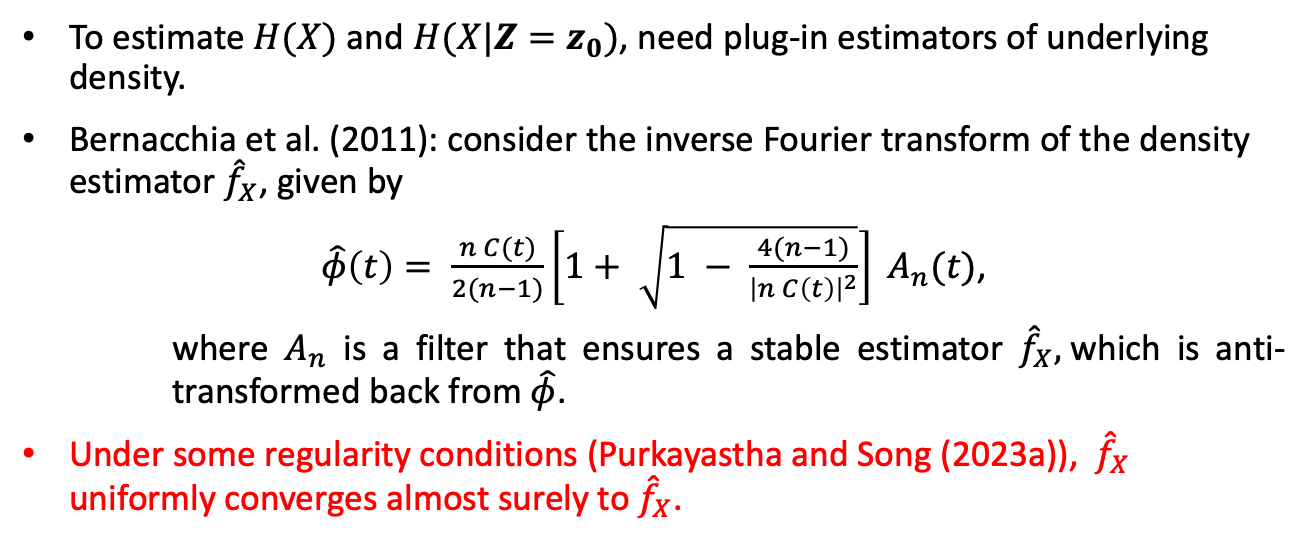 • To estimate H(X) and H(X|Z = z₀), need plug-in estimators of underlying
density.
• Bernacchia et al. (2011): consider the inverse Fourier transform of the density
estimator f̂_X, given by
ϕ̂(t) = \frac{n C(t)}{2(n−1)} [1 + \sqrt{1 − \frac{4(n−1)}{|n C(t)|²}}] A_n(t),
where A_n is a filter that ensures a stable estimator f̂_X, which is anti-
transformed back from ϕ̂.
• Under some regularity conditions (Purkayastha and Song (2023a)), f̂_X
uniformly converges almost surely to f̂_X.